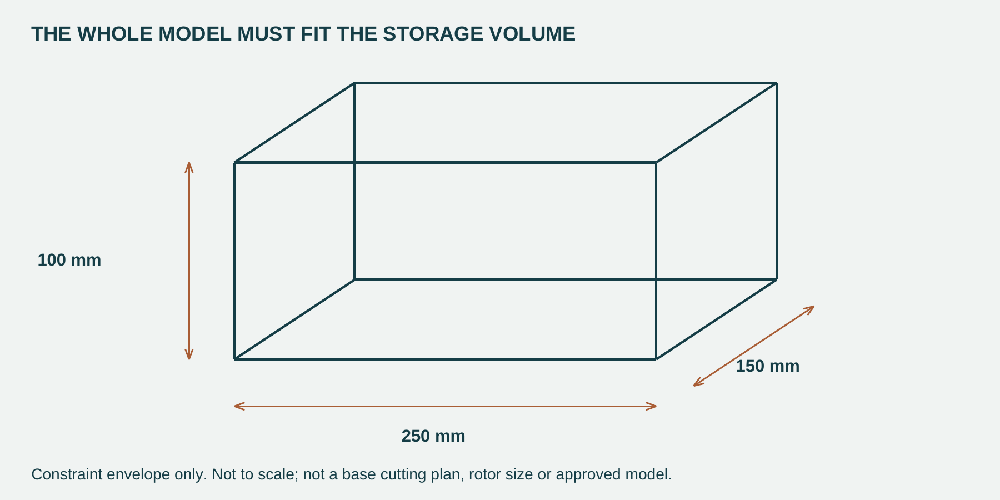 THE WHOLE MODEL MUST FIT THE STORAGE VOLUME
100 mm
150 mm
250 mm
Constraint envelope only. Not to scale; not a base cutting plan, rotor size or approved model.